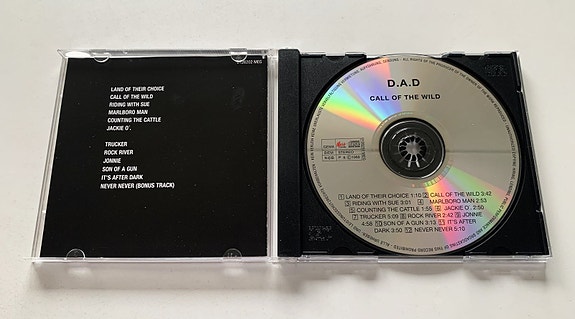 LAND OF THEIR CHOICE
CALL OF THE WILD
RIDING WITH SUE
MARLBORO MAN
COUNTING THE CATTLE
JACKIE O'.
TRUCKER
ROCK RIVER
JONNIE
SON OF A GUN
IT'S AFTER DARK
NEVER NEVER (BONUS TRACK)
D.A.D
CALL OF THE WILD
STEREO
1 LAND OF THEIR CHOICE 1:10 2 CALL OF THE WILD 3:42
3 RIDING WITH SUE 3:01 4 MARLBORO MAN 2:53
5 COUNTING THE CATTLE 1:56 6 JACKIE O'. 2:50
7 TRUCKER 5:09 8 ROCK RIVER 2:42 9 JONNIE
4:56 10 SON OF A GUN 3:13 11 IT'S AFTER
DARK 3:50 12 NEVER NEVER 5:10